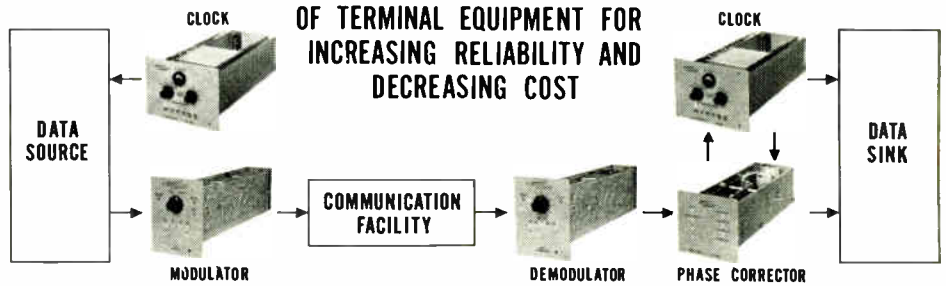 OF TERMINAL EQUIPMENT FOR
INCREASING RELIABILITY AND
DECREASING COST
CLOCK
CLOCK
DATA
SOURCE
DATA
SINK
COMMUNICATION
FACILITY
MODULATOR
DEMODULATOR
PHASE CORRECTOR